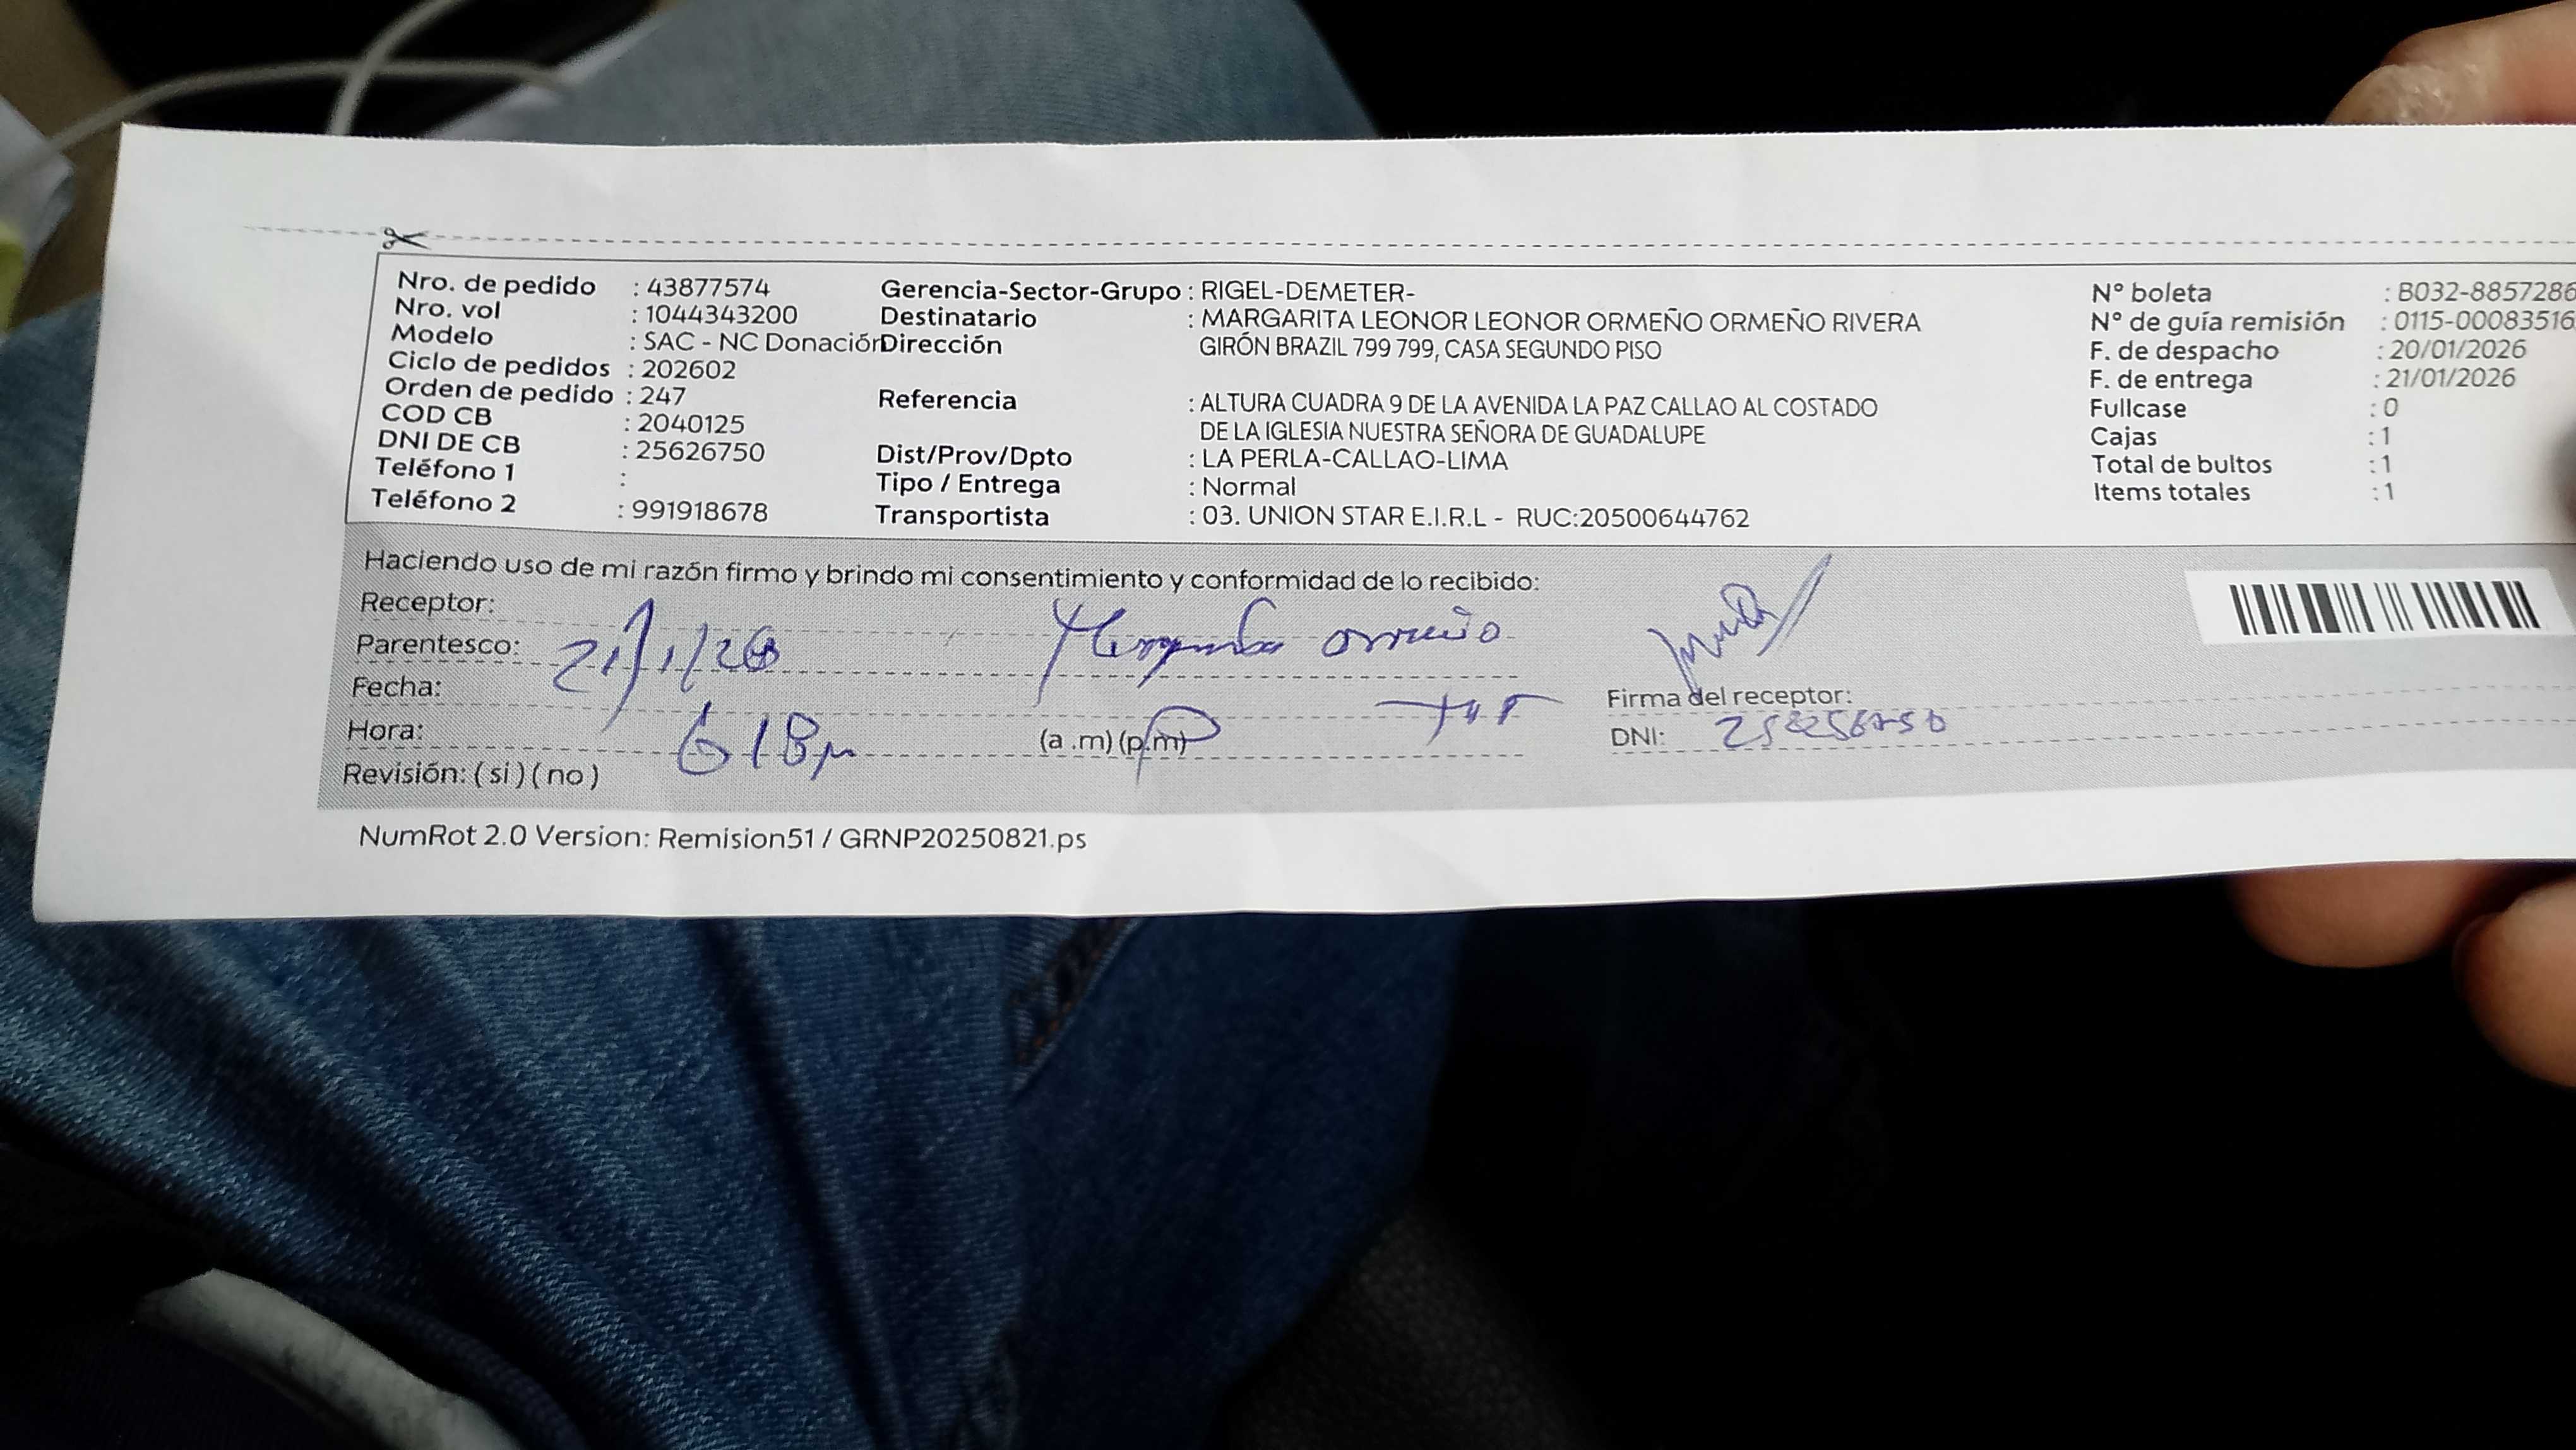 Nro. de pedido : 43877574 Gerencia-Sector-Grupo : RIGEL-DEMETER- N° boleta : B032-8857286
Nro. vol : 1044343200 Destinatario : MARGARITA LEONOR LEONOR ORMEÑO ORMEÑO RIVERA N° de guía remisión : 0115-00083516
Modelo : SAC - NC Donación Dirección GIRÓN BRAZIL 799 799, CASA SEGUNDO PISO F. de despacho : 20/01/2026
Ciclo de pedidos : 202602 F. de entrega : 21/01/2026
Orden de pedido : 247 Referencia : ALTURA CUADRA 9 DE LA AVENIDA LA PAZ CALLAO AL COSTADO Fullcase : 0
COD CB : 2040125 DE LA IGLESIA NUESTRA SEÑORA DE GUADALUPE Cajas : 1
DNI DE CB : 25626750 Dist/Prov/Dpto : LA PERLA-CALLAO-LIMA Total de bultos : 1
Teléfono 1 : Tipo / Entrega : Normal Items totales : 1
Teléfono 2 : 991918678 Transportista : 03. UNION STAR E.I.R.L - RUC:20500644762
Haciendo uso de mi razón firmo y brindo mi consentimiento y conformidad de lo recibido:
Receptor:
Parentesco: 21/1/26 Ormeño
Fecha: Firma del receptor:
Hora: 618 (a .m) (p.m) DNI:
Revisión: ( si ) ( no )
NumRot 2.0 Version: Remision51 / GRNP20250821.ps